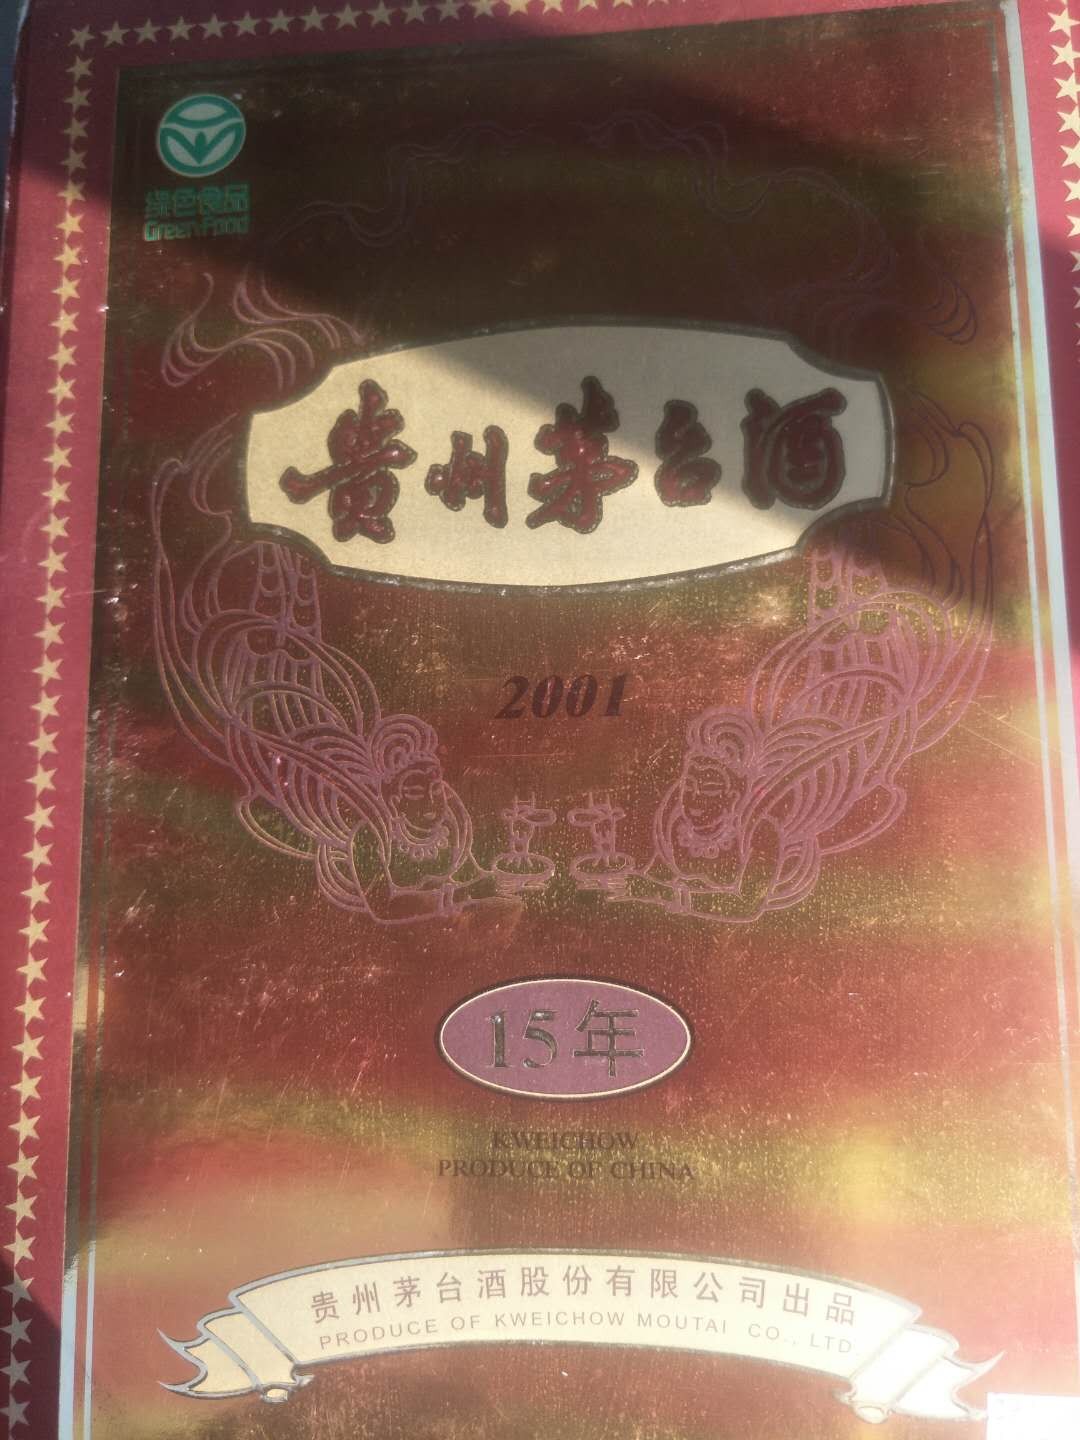 绿色食品
Green Food
贵州茅台酒
2001
15年
KWEICHOW
PRODUCE OF CHINA
贵州茅台酒股份有限公司出品
PRODUCE OF KWEICHOW MOUTAI CO., LTD